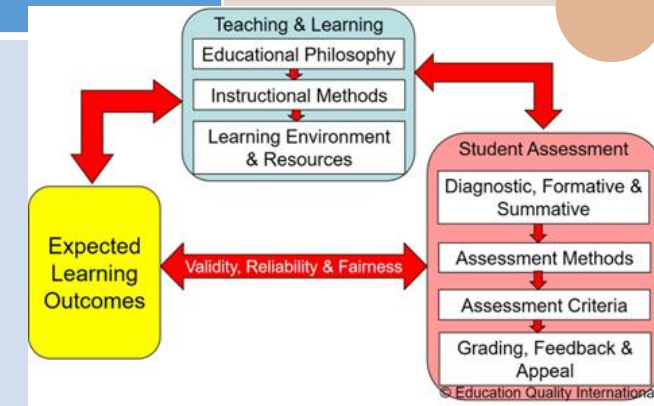 Teaching & Learning
Educational Philosophy
Instructional Methods
Learning Environment
& Resources
Student Assessment
Diagnostic, Formative &
Summative
Assessment Methods
Assessment Criteria
Grading, Feedback &
Appeal
Expected
Learning
Outcomes
Validity, Reliability & Fairness
© Education Quality Internationa